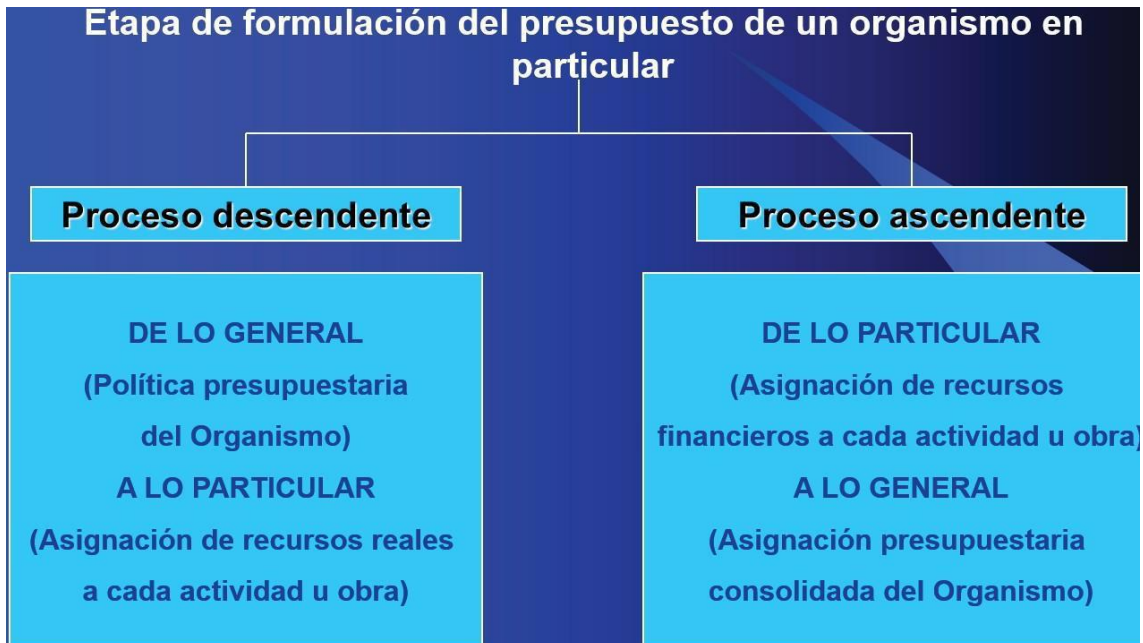 Etapa de formulación del presupuesto de un organismo en
particular
Proceso descendente
Proceso ascendente
DE LO GENERAL
(Política presupuestaria
del Organismo)
A LO PARTICULAR
(Asignación de recursos reales
a cada actividad u obra)
DE LO PARTICULAR
(Asignación de recursos
financieros a cada actividad u obra)
A LO GENERAL
(Asignación presupuestaria
consolidada del Organismo)